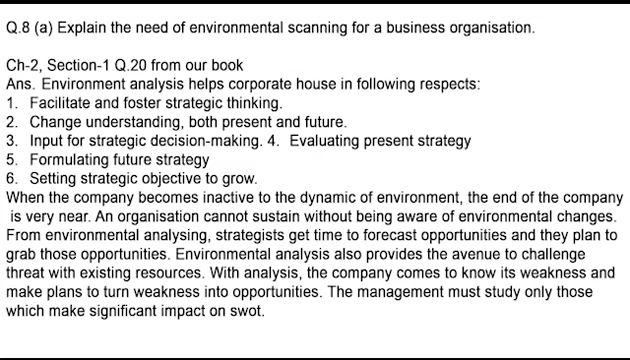 Q.8 (a) Explain the need of environmental scanning for a business organisation.
Ch-2, Section-1 Q.20 from our book
Ans. Environment analysis helps corporate house in following respects:
1. Facilitate and foster strategic thinking.
2. Change understanding, both present and future.
3. Input for strategic decision-making. 4. Evaluating present strategy
5. Formulating future strategy
6. Setting strategic objective to grow.
When the company becomes inactive to the dynamic of environment, the end of the company
is very near. An organisation cannot sustain without being aware of environmental changes.
From environmental analysing, strategists get time to forecast opportunities and they plan to
grab those opportunities. Environmental analysis also provides the avenue to challenge
threat with existing resources. With analysis, the company comes to know its weakness and
make plans to turn weakness into opportunities. The management must study only those
which make significant impact on swot.